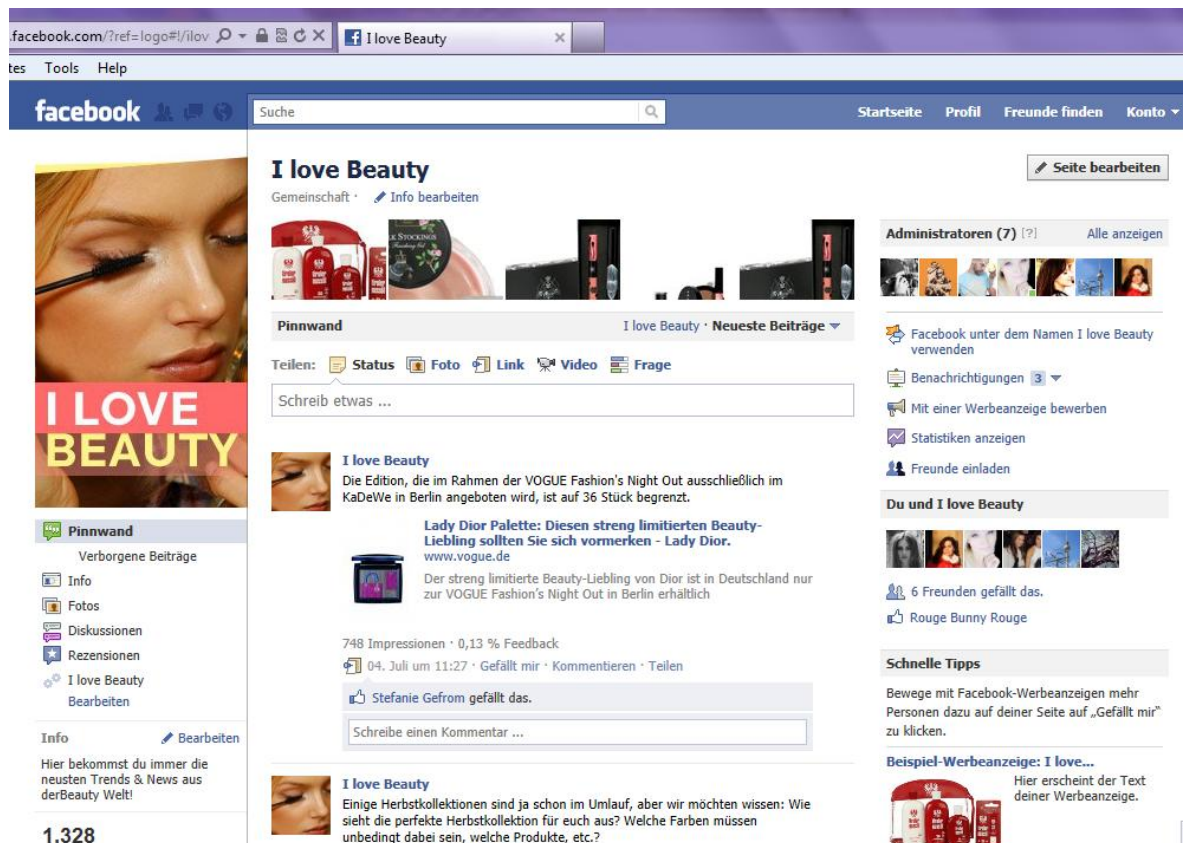 .facebook.com/?ref=logo#!/ilov
I love Beauty
tes Tools Help
facebook
Suche
Startseite Profil Freunde finden Konto
I LOVE
BEAUTY
Pinnwand
Verborgene Beiträge
Info
Fotos
Diskussionen
Rezensionen
I love Beauty
Bearbeiten
Info Bearbeiten
Hier bekommst du immer die
neusten Trends & News aus
derBeauty Welt!
1.328
I love Beauty
Gemeinschaft · Info bearbeiten
STOCKINGS
Pinnwand I love Beauty · Neueste Beiträge
Teilen: Status Foto Link Video Frage
Schreib etwas ...
I love Beauty
Die Edition, die im Rahmen der VOGUE Fashion's Night Out ausschließlich im
KaDeWe in Berlin angeboten wird, ist auf 36 Stück begrenzt.
Lady Dior Palette: Diesen streng limitierten Beauty-
Liebling sollten Sie sich vormerken - Lady Dior.
www.vogue.de
Der streng limitierte Beauty-Liebling von Dior ist in Deutschland nur
zur VOGUE Fashion's Night Out in Berlin erhältlich
748 Impressionen · 0,13 % Feedback
04. Juli um 11:27 · Gefällt mir · Kommentieren · Teilen
Stefanie Gefrom gefällt das.
Schreibe einen Kommentar ...
I love Beauty
Einige Herbstkollektionen sind ja schon im Umlauf, aber wir möchten wissen: Wie
sieht die perfekte Herbstkollektion für euch aus? Welche Farben müssen
unbedingt dabei sein, welche Produkte, etc.?
Seite bearbeiten
Administratoren (7) [?] Alle anzeigen
Facebook unter dem Namen I love Beauty
verwenden
Benachrichtigungen 3
Mit einer Werbeanzeige bewerben
Statistiken anzeigen
Freunde einladen
Du und I love Beauty
6 Freunden gefällt das.
Rouge Bunny Rouge
Schnelle Tipps
Bewege mit Facebook-Werbeanzeigen mehr
Personen dazu auf deiner Seite auf „Gefällt mir“
zu klicken.
Beispiel-Werbeanzeige: I love...
Hier erscheint der Text
deiner Werbeanzeige.